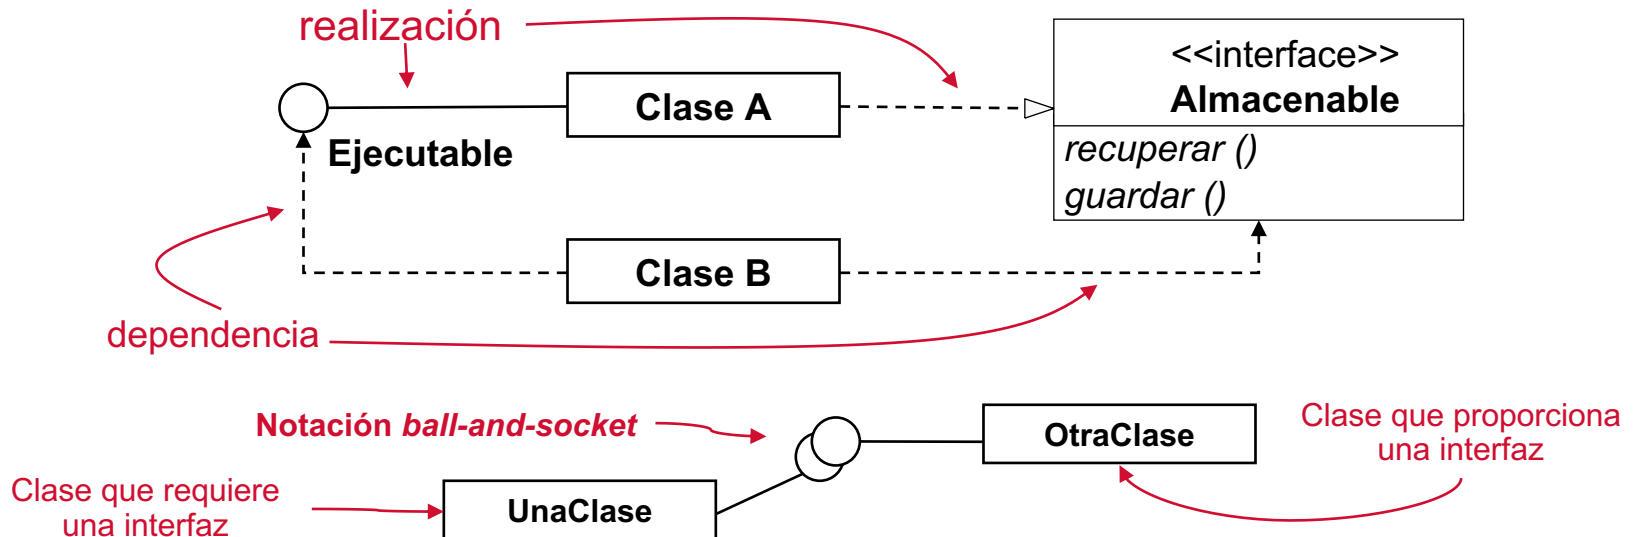 realización
<<interface>>
Almacenable
Clase A
Ejecutable
recuperar ()
guardar ()
Clase B
dependencia
Notación ball-and-socket
OtraClase
Clase que proporciona
una interfaz
Clase que requiere
una interfaz
UnaClase